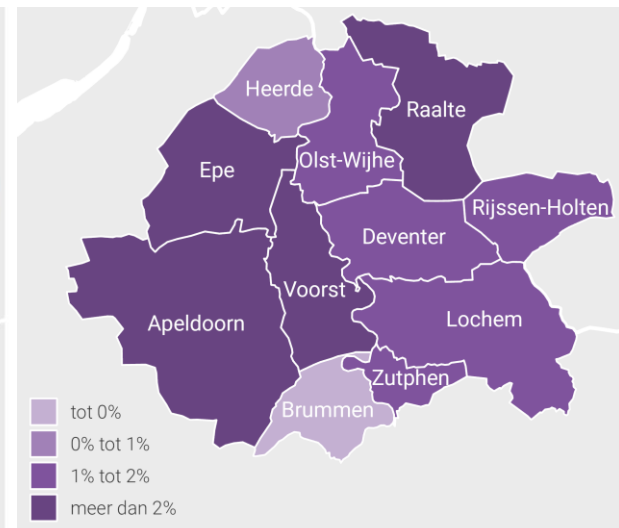 Heerde
Raalte
Olst-Wijhe
Epe
Rijssen-Holten
Deventer
Voorst
Apeldoorn
Lochem
Zutphen
Brummen
tot 0%
0% tot 1%
1% tot 2%
meer dan 2%